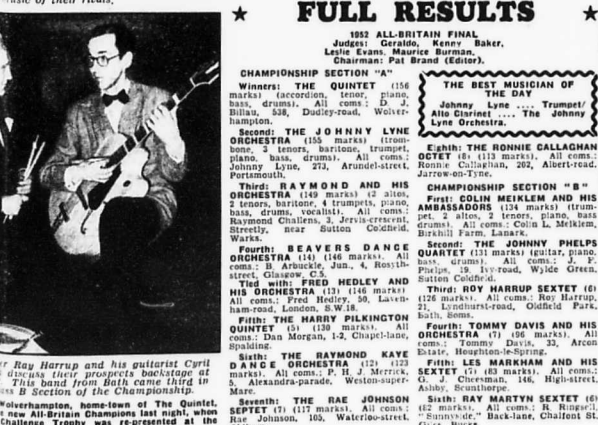 music of their rivals.
★ FULL RESULTS ★
1952 ALL-BRITAIN FINAL
Judges: Geraldo, Kenny Baker,
Leslie Evans, Maurice Burman,
Chairman: Pat Brand (Editor).
CHAMPIONSHIP SECTION "A"
Winners: THE QUINTET (156
marks) (accordion, tenor, piano,
bass, drums). All coms.: D. J.
Billau, 538, Dudley-road, Wolver-
hampton.
Second: THE JOHNNY LYNE
ORCHESTRA (155 marks) (trom-
bone, 3 tenors, baritone, trumpet,
piano, bass, drums). All coms.:
Johnny Lyne, 273, Arundel-street,
Portsmouth.
Third: RAYMOND AND HIS
ORCHESTRA (149 marks) (2 altos,
2 tenors, baritone, 4 trumpets, piano,
bass, drums, vocalist). All coms.:
Raymond Challens, 3, Jervis-crescent,
Streetly, near Sutton Coldfield,
Warks.
Fourth: BEAVERS DANCE
ORCHESTRA (14) (146 marks). All
coms.: B. Arbuckle, Jun., 4, Rosyth-
street, Glasgow, C.5.
Tied with: FRED HEDLEY AND
HIS ORCHESTRA (13) (146 marks)
All coms.: Fred Hedley, 50, Laven-
ham-road, London, S.W.18.
Fifth: THE HARRY PILKINGTON
QUINTET (5) (130 marks). All
coms.: Dan Morgan, 1-2, Chapel-lane,
Spalding.
Sixth: THE RAYMOND KAYE
DANCE ORCHESTRA (12) (123
marks). All coms.: P. H. J. Merrick,
5, Alexandra-parade, Weston-super-
Mare.
Seventh: THE RAE JOHNSON
SEPTET (7) (117 marks). All coms.:
Rae Johnson, 105, Waterloo-street,
THE BEST MUSICIAN OF
THE DAY
Johnny Lyne .... Trumpet/
Alto Clarinet .... The Johnny
Lyne Orchestra.
Eighth: THE RONNIE CALLAGHAN
OCTET (8) (113 marks). All coms.:
Ronnie Callaghan, 202, Albert-road,
Jarrow-on-Tyne.
CHAMPIONSHIP SECTION "B"
First: COLIN MEIKLEM AND HIS
AMBASSADORS (134 marks) (trum-
pet, 2 altos, 2 tenors, piano, bass
drums). All coms.: Colin L. Meiklem,
Birkhill Farm, Lanark.
Second: THE JOHNNY PHELPS
QUARTET (131 marks) (guitar, piano,
bass, drums). All coms.: J. F.
Phelps, 19, Ivy-road, Wylde Green,
Sutton Coldfield.
Third: ROY HARRUP SEXTET (6)
(126 marks). All coms.: Roy Harrup,
21, Lyndhurst-road, Oldfield Park,
Bath, Soms.
Fourth: TOMMY DAVIS AND HIS
ORCHESTRA (7) (96 marks). All
coms.: Tommy Davis, 33, Arcon
Estate, Houghton-le-Spring.
Fifth: LES MARKHAM AND HIS
SEXTET (7) (83 marks). All coms.:
G. J. Cheesman, 146, High-street,
Ashby, Scunthorpe.
Sixth: RAY MARTYN SEXTET (6)
(82 marks). All coms.: R. Ringsell,
"Sunnyside," Back-lane, Chalfont St.
Giles, Bucks.
er Ray Harrup and his guitarist Cyril
discuss their prospects backstage at
This band from Bath came third in
ss B Section of the Championship.
Wolverhampton, home-town of The Quintet,
e new All-Britain Champions last night, when
Challenge Trophy was re-presented at the